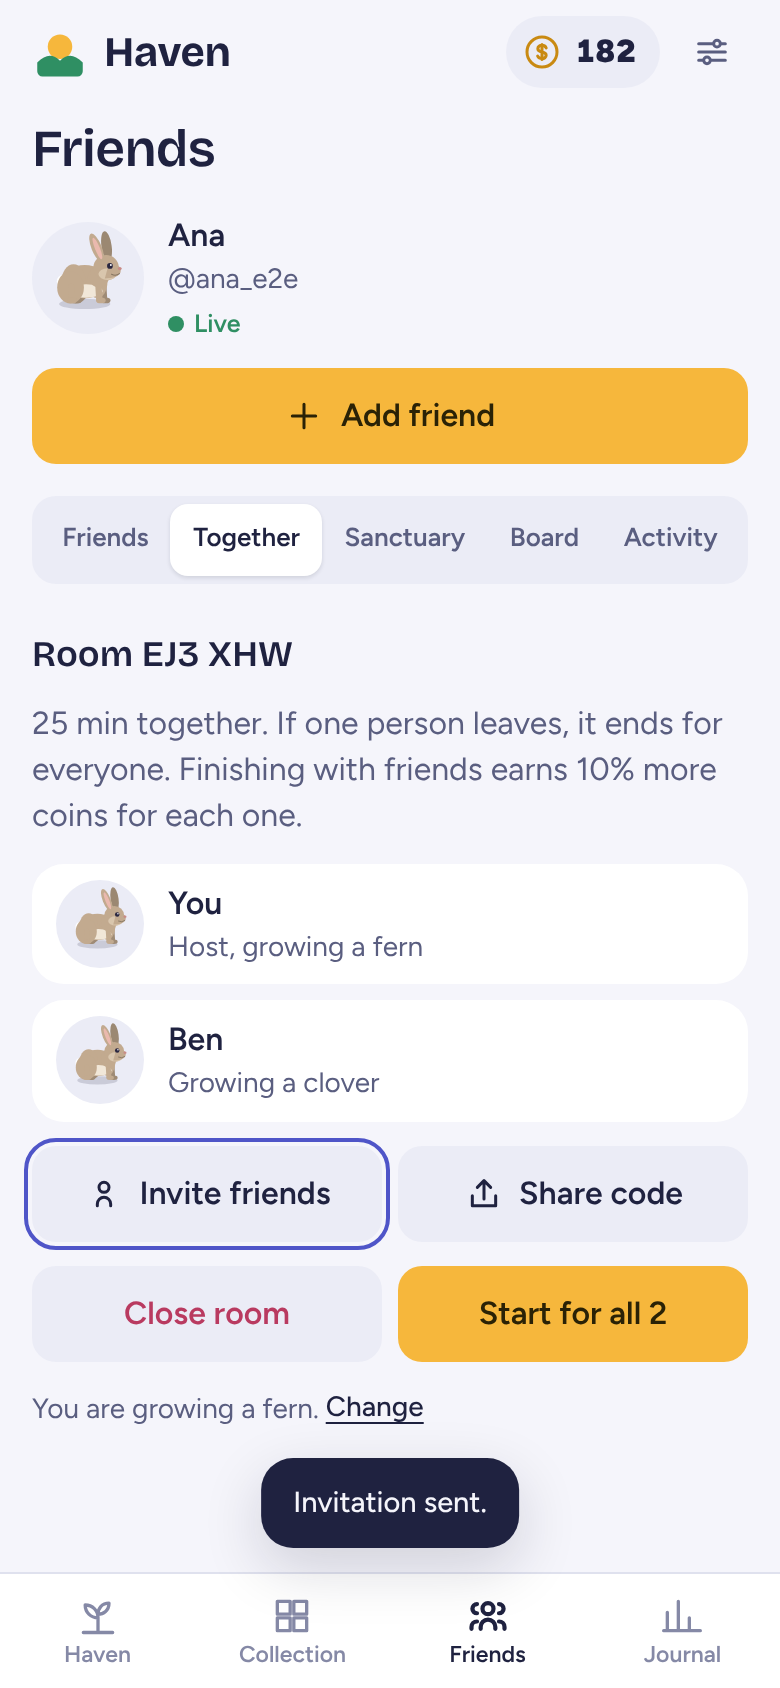 Haven
182
Friends
Ana
@ana_e2e
Live
Add friend
Friends Together Sanctuary Board Activity
Room EJ3 XHW
25 min together. If one person leaves, it ends for
everyone. Finishing with friends earns 10% more
coins for each one.
You
Host, growing a fern
Ben
Growing a clover
Invite friends Share code
Close room Start for all 2
You are growing a fern. Change
Invitation sent.
Haven Collection Friends Journal